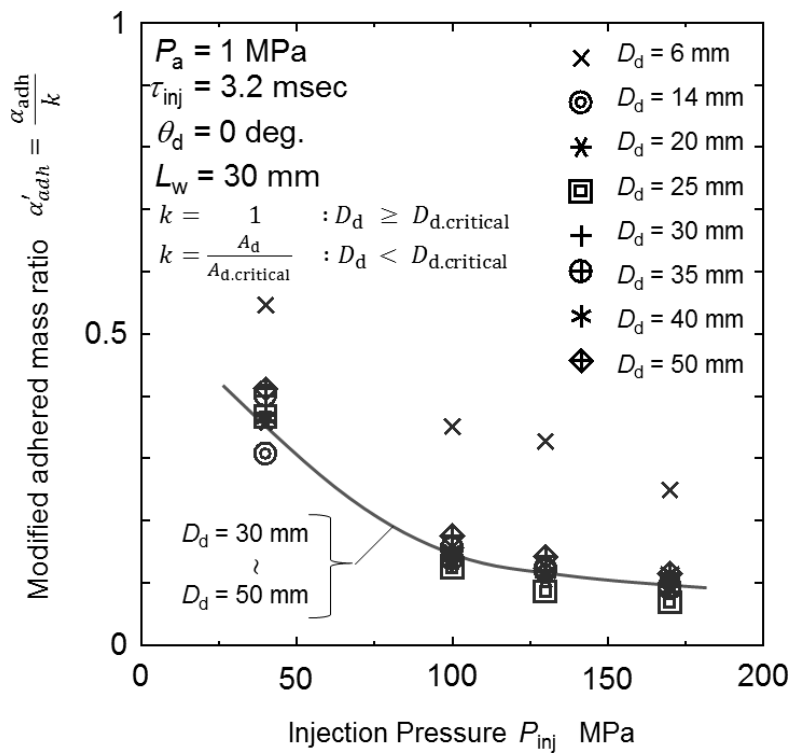 Modified adhered mass ratio α'adh = αadh/k
1
0.5
0
Pa = 1 MPa
τinj = 3.2 msec
θd = 0 deg.
Lw = 30 mm
k = 1 : Dd ≥ Dd.critical
k = Ad/Ad.critical : Dd < Dd.critical
Dd = 6 mm
Dd = 14 mm
Dd = 20 mm
Dd = 25 mm
Dd = 30 mm
Dd = 35 mm
Dd = 40 mm
Dd = 50 mm
Dd = 30 mm
~
Dd = 50 mm
0 50 100 150 200
Injection Pressure Pinj MPa